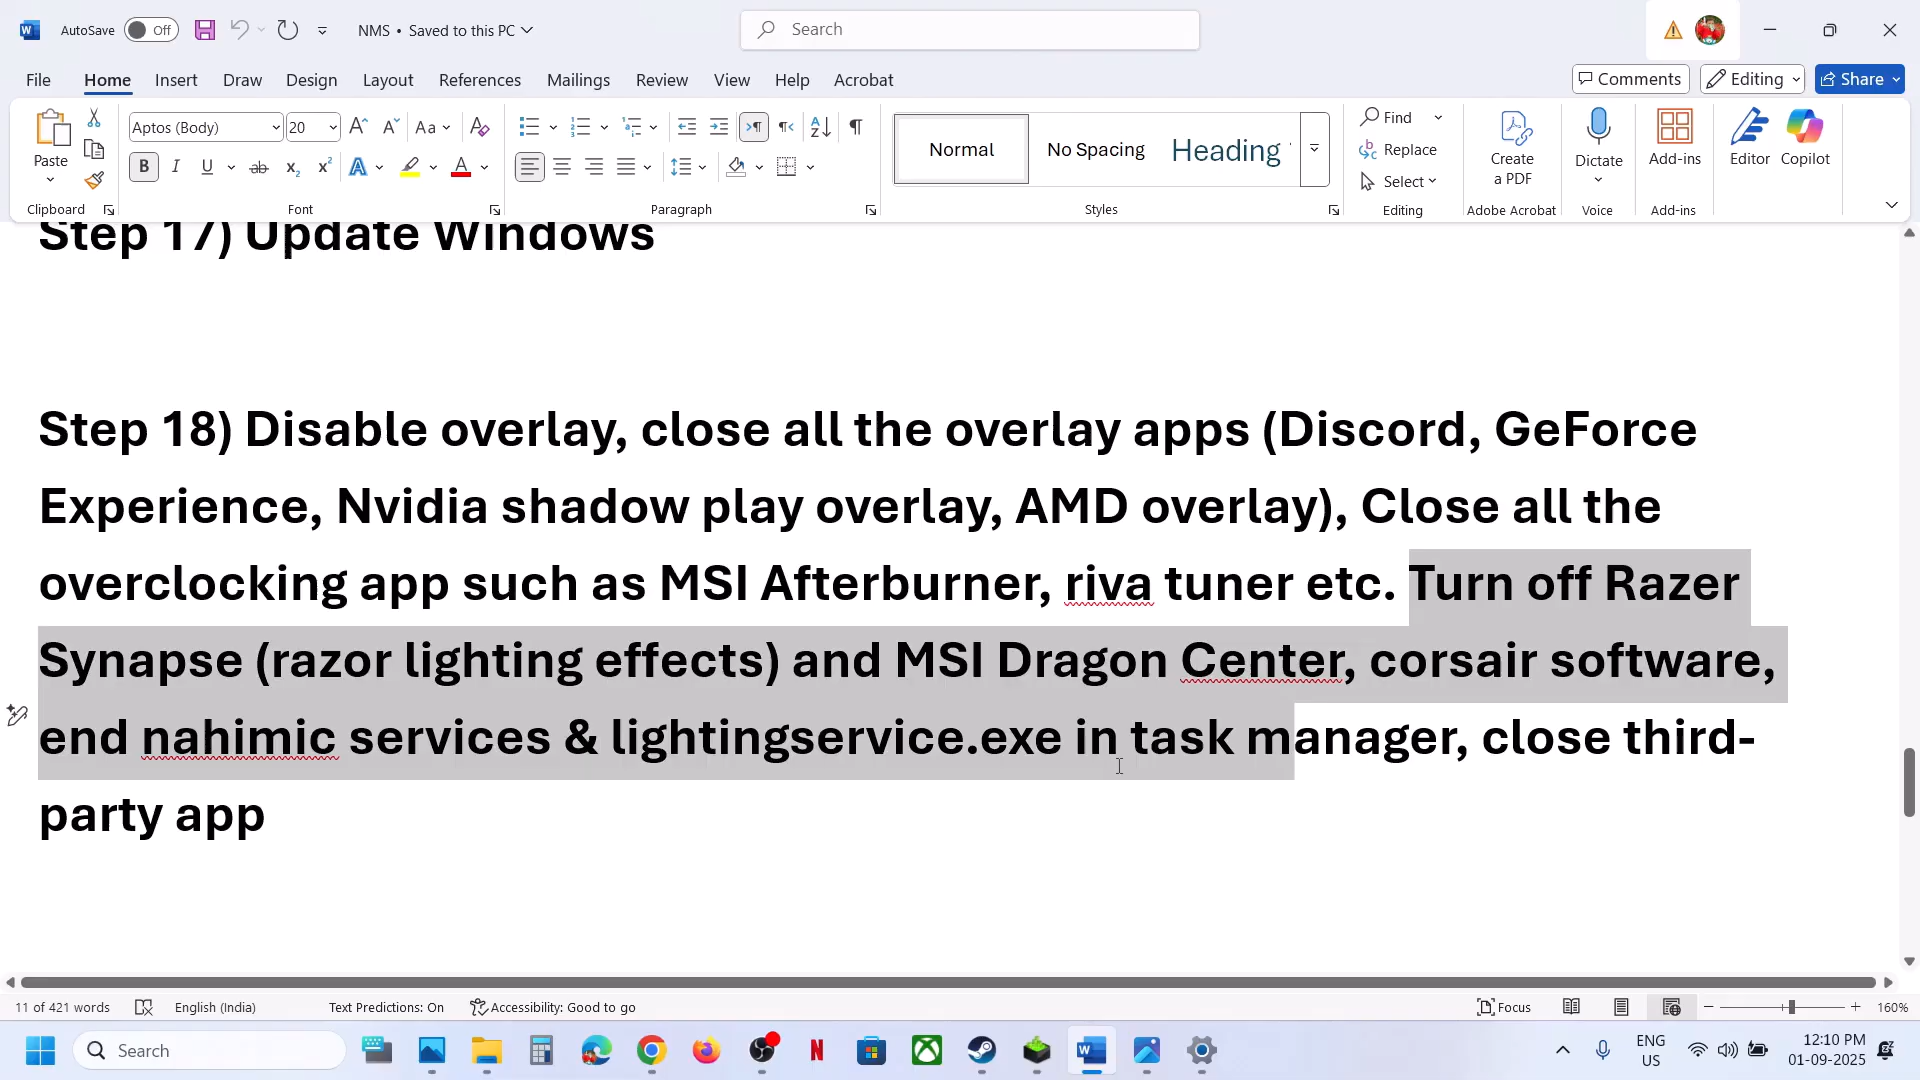 AutoSave Off NMS • Saved to this PC Search
File Home Insert Draw Design Layout References Mailings Review View Help Acrobat Comments Editing Share
Aptos (Body) 20 Normal No Spacing Heading
Paste Find Replace Select Create a PDF Dictate Add-ins Editor Copilot
Clipboard Font Paragraph Styles Editing Adobe Acrobat Voice Add-ins
Step 17) Update Windows
Step 18) Disable overlay, close all the overlay apps (Discord, GeForce
Experience, Nvidia shadow play overlay, AMD overlay), Close all the
overclocking app such as MSI Afterburner, riva tuner etc. Turn off Razer
Synapse (razor lighting effects) and MSI Dragon Center, corsair software,
end nahimic services & lightingservice.exe in task manager, close third-
party app
11 of 421 words English (India) Text Predictions: On Accessibility: Good to go Focus 160%
Search ENG US 12:10 PM 01-09-2025